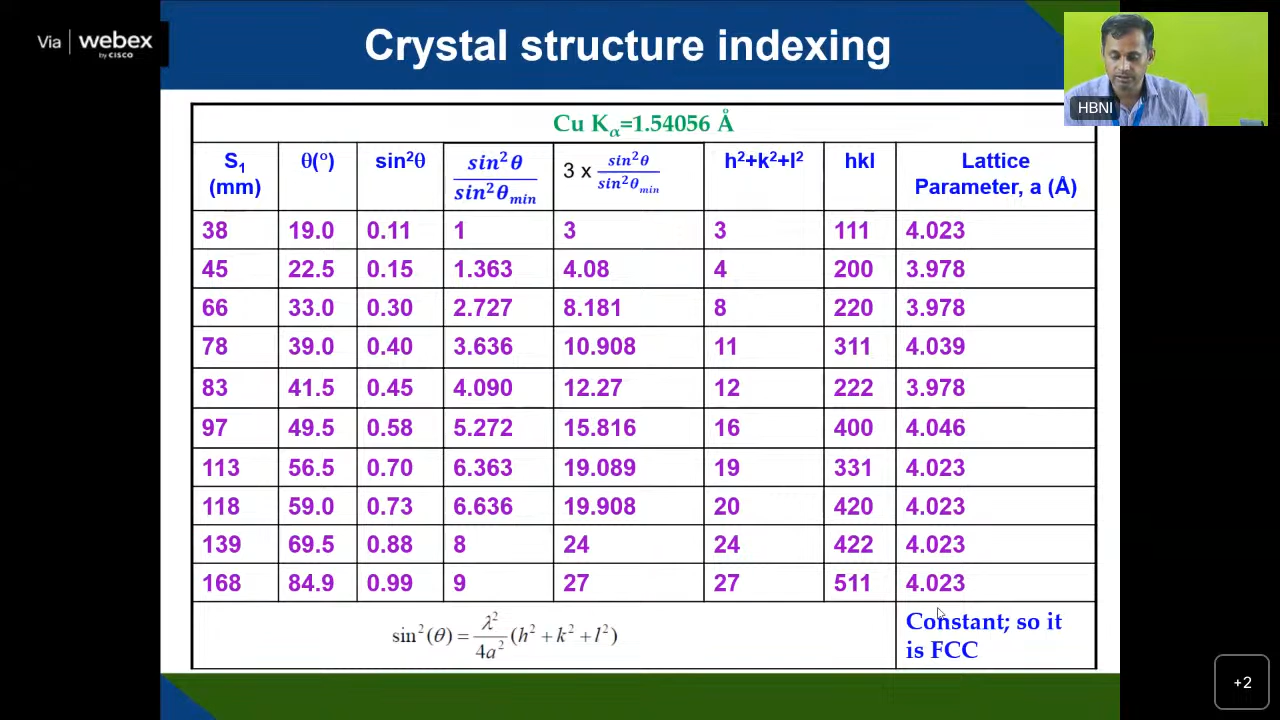 Via | webex
by CISCO
Crystal structure indexing
HBNI
Cu Kα=1.54056 Å
S1 (mm) θ(º) sin²θ sin²θ/sin²θmin 3 x sin²θ/sin²θmin h²+k²+l² hkl Lattice Parameter, a (Å)
38 19.0 0.11 1 3 3 111 4.023
45 22.5 0.15 1.363 4.08 4 200 3.978
66 33.0 0.30 2.727 8.181 8 220 3.978
78 39.0 0.40 3.636 10.908 11 311 4.039
83 41.5 0.45 4.090 12.27 12 222 3.978
97 49.5 0.58 5.272 15.816 16 400 4.046
113 56.5 0.70 6.363 19.089 19 331 4.023
118 59.0 0.73 6.636 19.908 20 420 4.023
139 69.5 0.88 8 24 24 422 4.023
168 84.9 0.99 9 27 27 511 4.023
sin²(θ) = λ²/4a² (h² + k² + l²)
Constant; so it
is FCC
+2